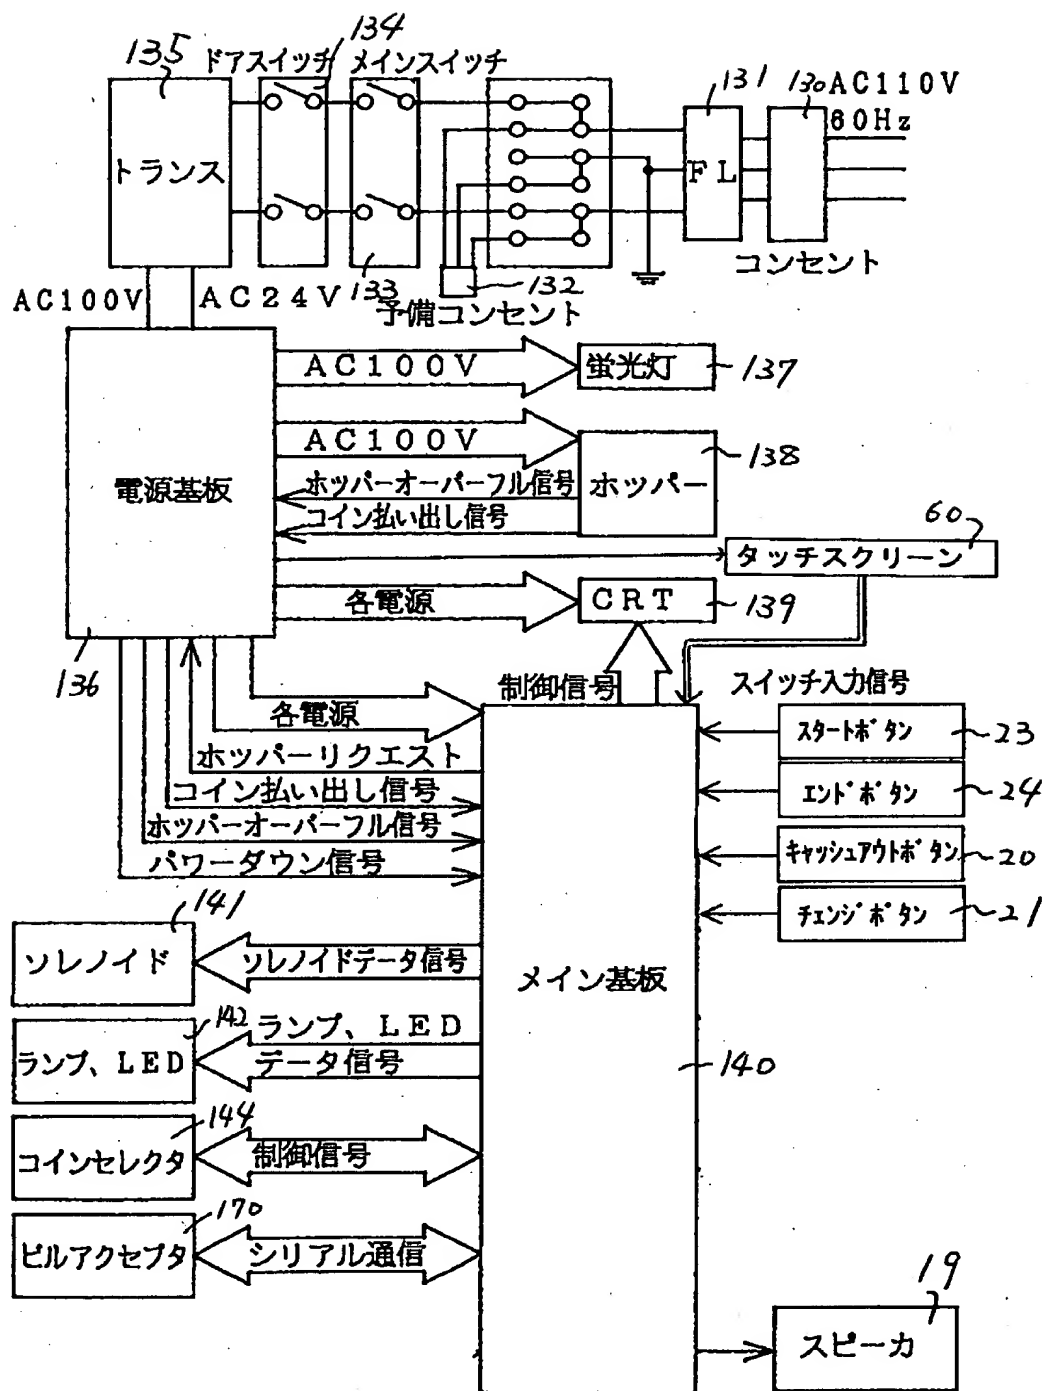 135
ドアスイッチ
134
メインスイッチ
131
130
AC110V
60Hz
トランス
FL
コンセント
133
132
予備コンセント
AC100V
AC24V
AC100V
蛍光灯
137
AC100V
138
電源基板
ホッパーオーバーフル信号
ホッパー
コイン払い出し信号
60
タッチスクリーン
各電源
CRT
139
136
制御信号
スイッチ入力信号
各電源
スタートボタン
23
ホッパーリクエスト
エンドボタン
24
コイン払い出し信号
ホッパーオーバーフル信号
キャッシュアウトボタン
20
パワーダウン信号
141
チェンジボタン
21
ソレノイド
ソレノイドデータ信号
メイン基板
142
ランプ、LED
ランプ、LED
データ信号
140
144
コインセレクタ
制御信号
170
ビルアクセプタ
シリアル通信
19
スピーカ